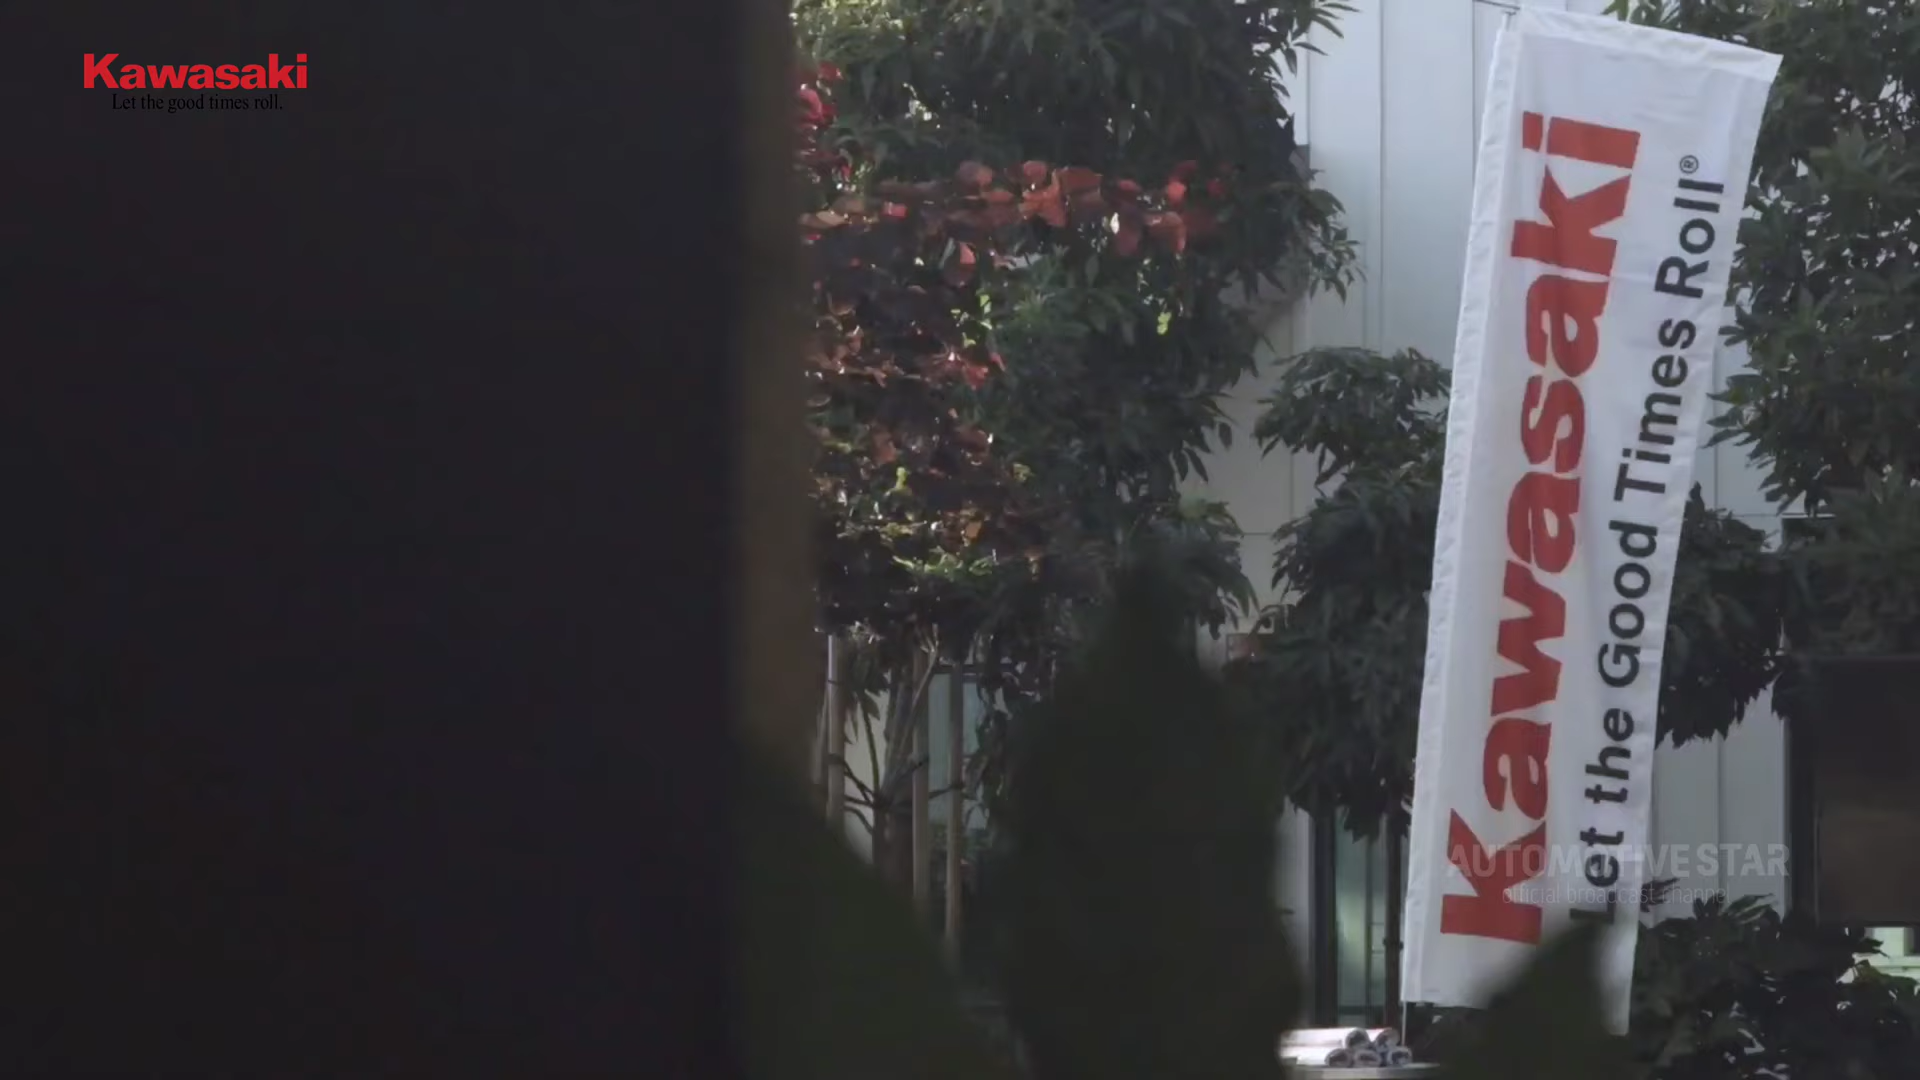 Kawasaki
Let the good times roll.
Kawasaki
Let the Good Times Roll®
AUTOMOTIVE STAR
official broadcast channel